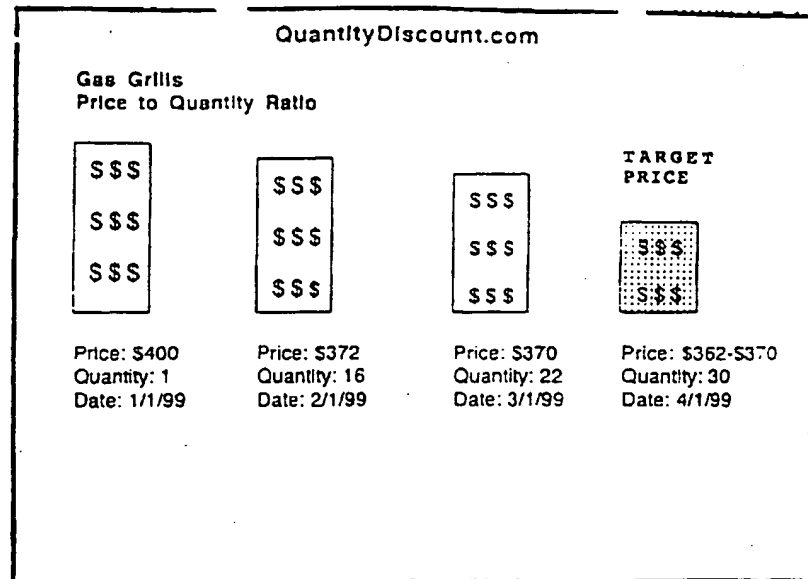 QuantityDiscount.com
Gas Grills
Price to Quantity Ratio
$$$
$$$
$$$
$$$
$$$
$$$
$$$
$$$
$$$
TARGET
PRICE
$$$
$$$
Price: $400
Quantity: 1
Date: 1/1/99
Price: $372
Quantity: 16
Date: 2/1/99
Price: $370
Quantity: 22
Date: 3/1/99
Price: $362-$370
Quantity: 30
Date: 4/1/99